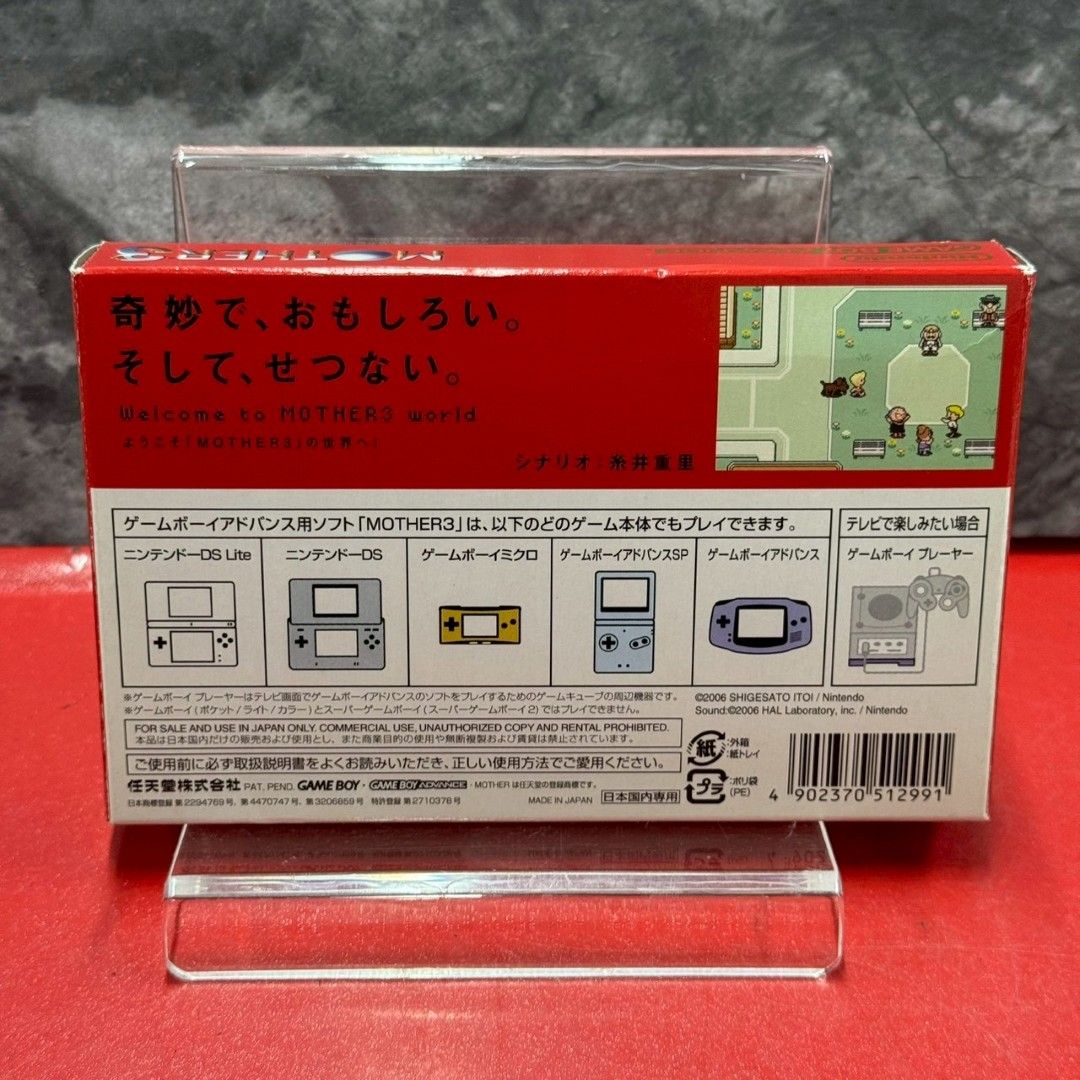 MOTHER3
奇妙で、おもしろい。
そして、せつない。
Welcome to MOTHER3 world
ようこそ「MOTHER3」の世界へ!
シナリオ:糸井重里
ゲームボーイアドバンス用ソフト「MOTHER3」は、以下のどのゲーム本体でもプレイできます。
テレビで楽しみたい場合
ニンテンドーDS Lite
ニンテンドーDS
ゲームボーイミクロ
ゲームボーイアドバンスSP
ゲームボーイアドバンス
ゲームボーイ プレーヤー
※ゲームボーイ プレーヤーはテレビ画面でゲームボーイアドバンスのソフトをプレイするためのゲームキューブの周辺機器です。
※ゲームボーイ(ポケット/ライト/カラー)とスーパーゲームボーイ(スーパーゲームボーイ2)ではプレイできません。
©2006 SHIGESATO ITOI / Nintendo
Sound:©2006 HAL Laboratory, inc. / Nintendo
FOR SALE AND USE IN JAPAN ONLY. COMMERCIAL USE, UNAUTHORIZED COPY AND RENTAL PROHIBITED.
本品は日本国内だけの販売および使用とし、また商業目的の使用や無断複製および賃貸は禁止されています。
ご使用前に必ず取扱説明書をよくお読みいただき、正しい使用方法でご愛用ください。
紙 :外箱
:紙トレイ
プラ :ポリ袋
(PE)
任天堂株式会社 PAT. PEND. GAME BOY・GAME BOY ADVANCE・MOTHER は任天堂の登録商標です。
日本商標登録 第2294769号、第4470747号、第3206859号 特許登録 第2710378号
MADE IN JAPAN
日本国内専用
4 902370 512991